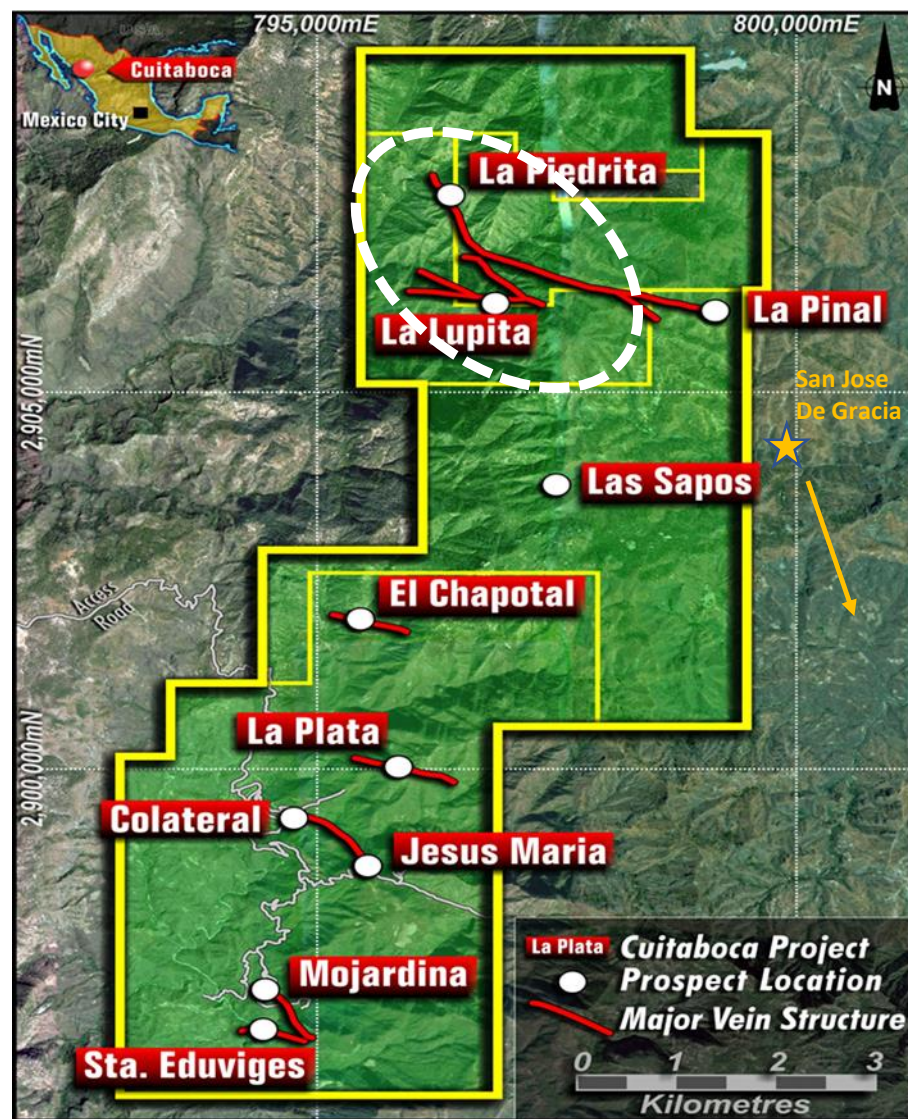 795,000mE
800,000mE
USA
Cuitaboca
Mexico City
N
La Piedrita
La Pinal
La Lupita
2,905,000mN
San Jose
De Gracia
Las Sapos
El Chapotal
Access
Road
La Plata
2,900,000mN
Colateral
Jesus Maria
Mojardina
Sta. Eduviges
La Plata Cuitaboca Project
Prospect Location
Major Vein Structure
0 1 2 3
Kilometres